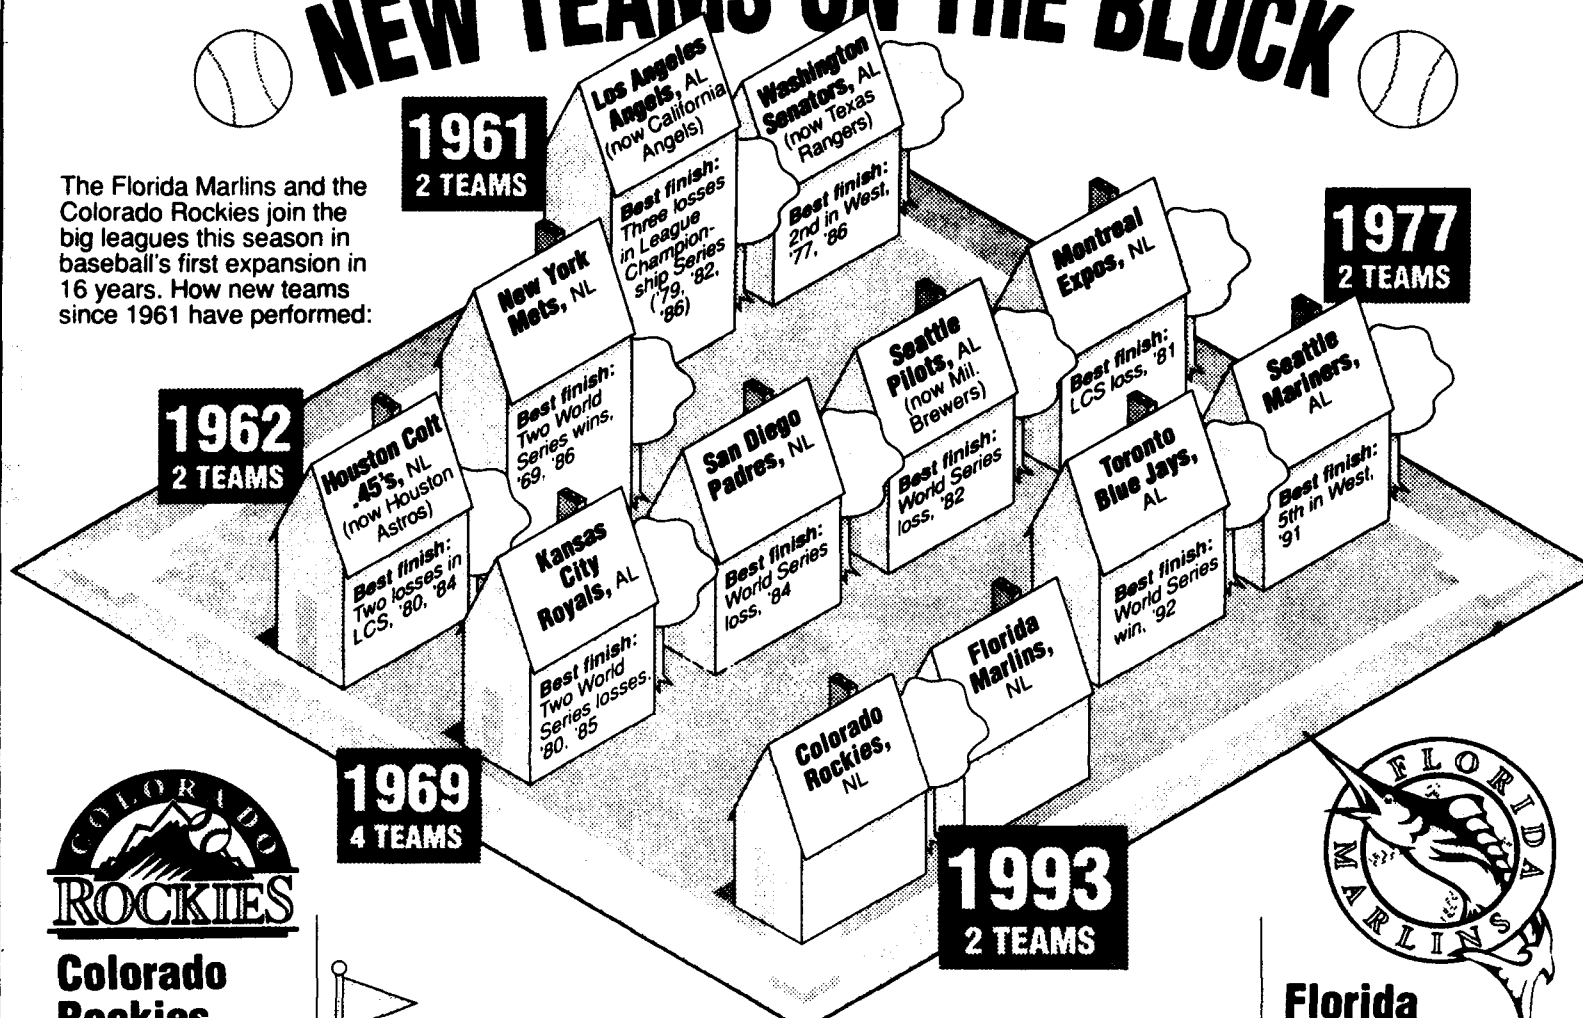 NEW TEAMS ON THE BLOCK
The Florida Marlins and the
Colorado Rockies join the
big leagues this season in
baseball's first expansion in
16 years. How new teams
since 1961 have performed:
1961
2 TEAMS
Los Angeles
Angels, AL
(now California
Angels)
Best finish:
Three losses
in League
Champion-
ship Series
('79, '82,
'86)
Washington
Senators, AL
(now Texas
Rangers)
Best finish:
2nd in West,
'77, '86
1962
2 TEAMS
Houston Colt
.45's, NL
(now Houston
Astros)
Best finish:
Two losses in
LCS, '80, '84
New York
Mets, NL
Best finish:
Two World
Series wins,
'69, '86
1969
4 TEAMS
Kansas
City
Royals, AL
Best finish:
Two World
Series losses.
'80. '85
San Diego
Padres, NL
Best finish:
World Series
loss, '84
Seattle
Pilots, AL
(now Mil.
Brewers)
Best finish:
World Series
loss, '82
Montreal
Expos, NL
Best finish:
LCS loss, '81
1977
2 TEAMS
Toronto
Blue Jays,
AL
Best finish:
World Series
win, '92
Seattle
Mariners,
AL
Best finish:
5th in West,
'91
1993
2 TEAMS
Colorado
Rockies,
NL
Florida
Marlins,
NL
COLORADO
ROCKIES
Colorado
Rockies
FLORIDA
MARLINS
Florida